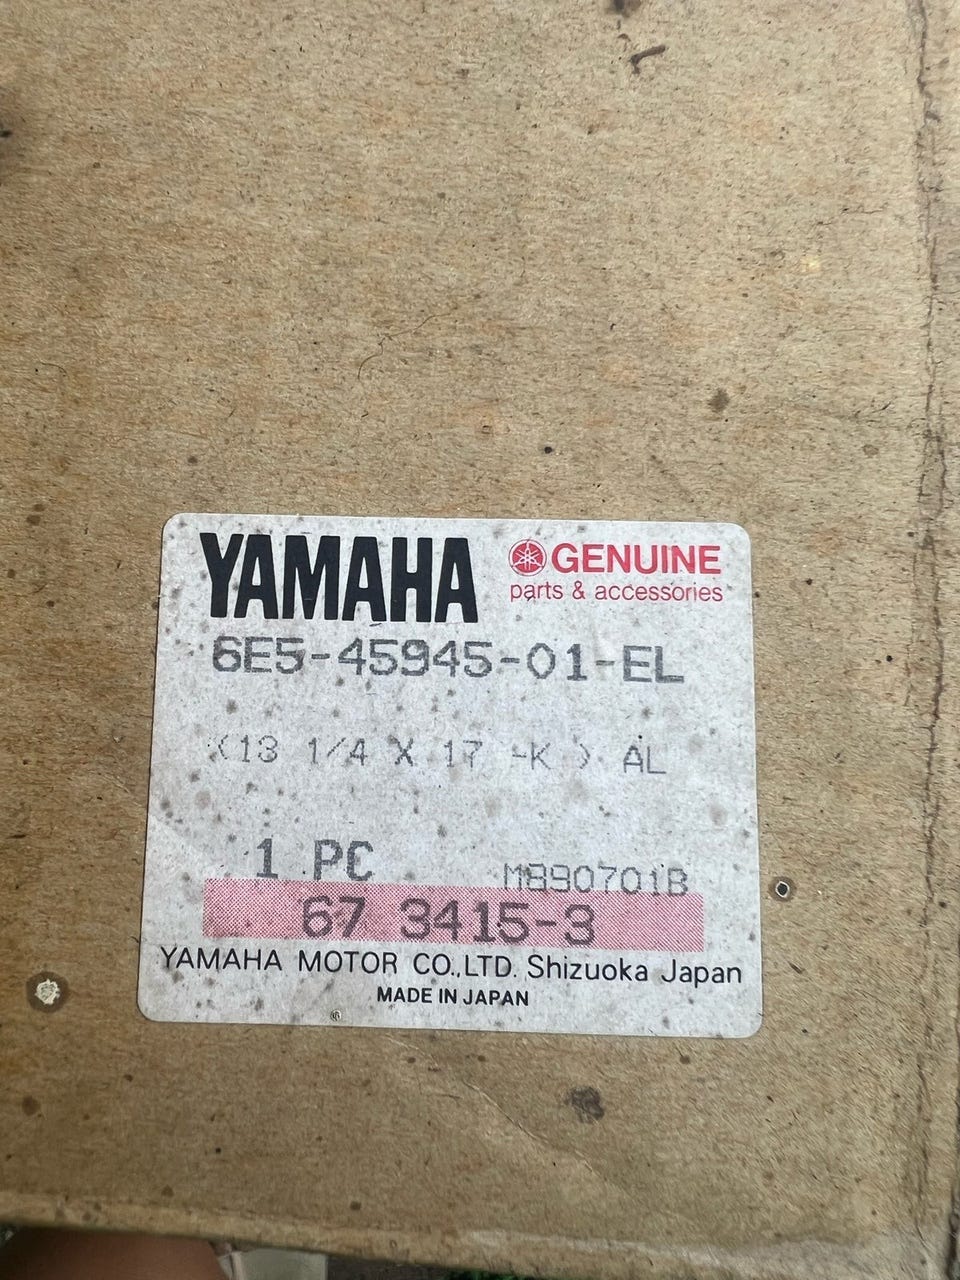 YAMAHA GENUINE
parts & accessories
6E5-45945-01-EL
(13 1/4 X 17 -K ) AL
1 PC M890701B
67 3415-3
YAMAHA MOTOR CO.,LTD. Shizuoka Japan
MADE IN JAPAN